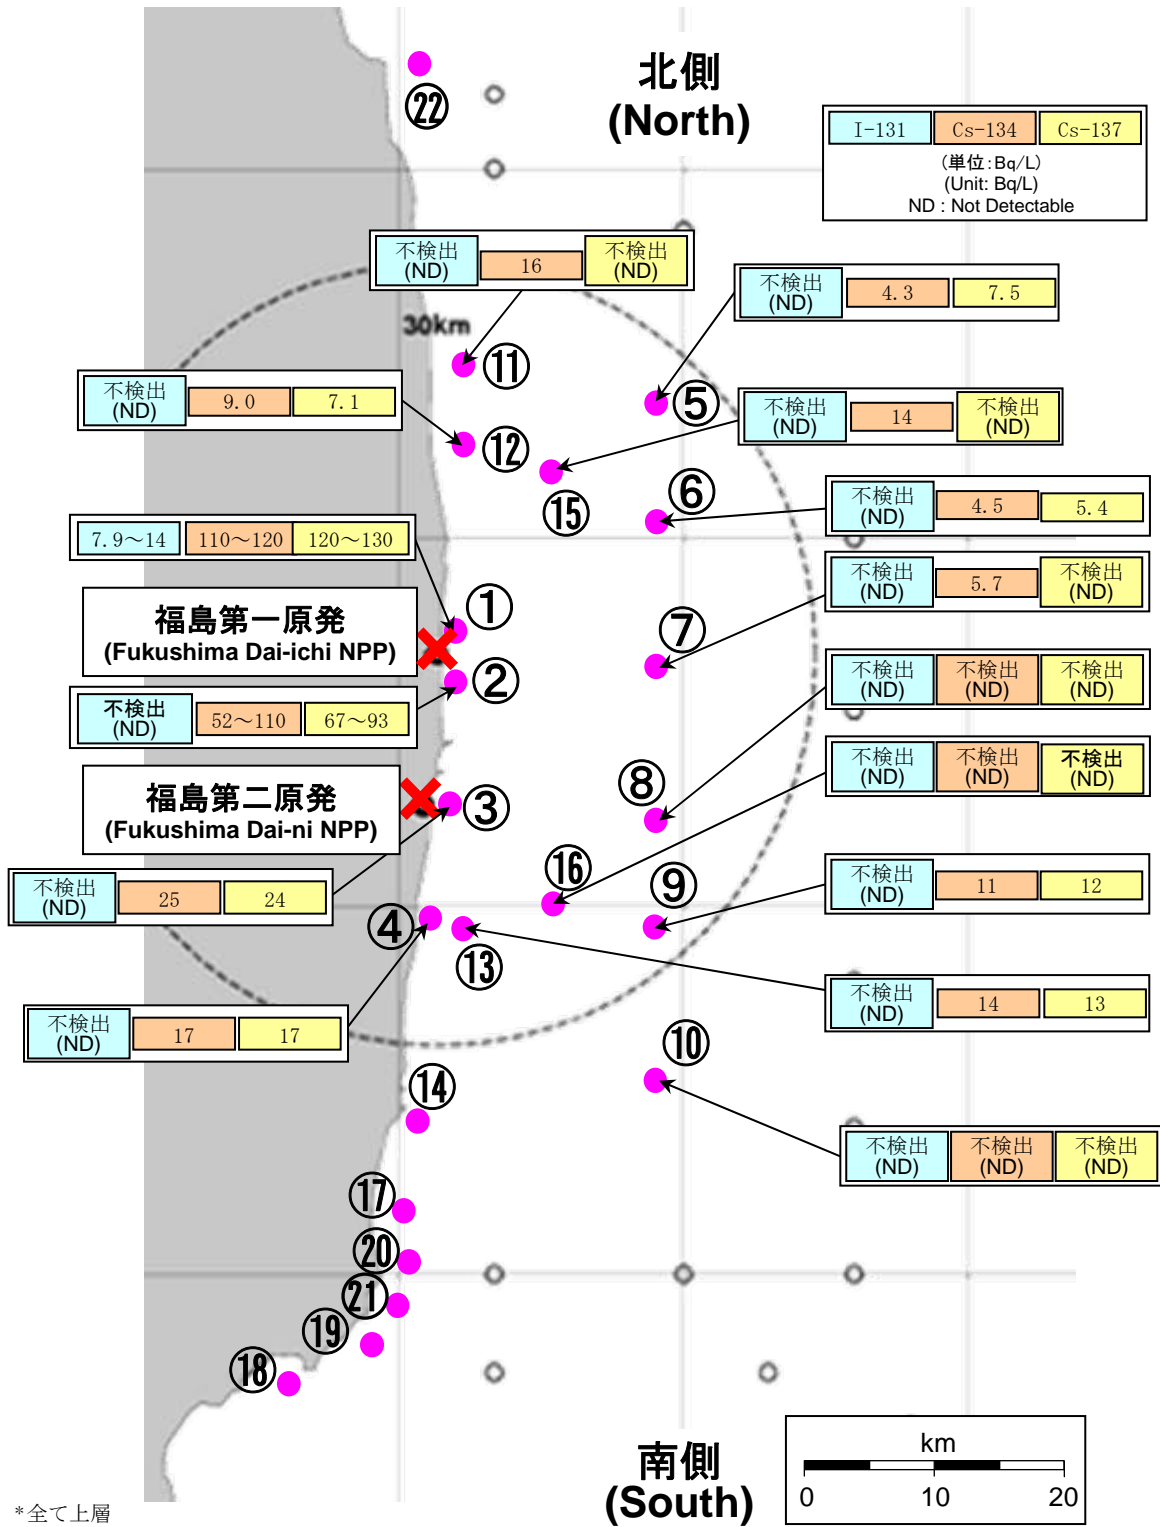 北側
(North)
㉒
I-131 Cs-134 Cs-137
(単位:Bq/L)
(Unit: Bq/L)
ND : Not Detectable
不検出
(ND)
16
不検出
(ND)
不検出
(ND)
4.3
7.5
30km
⑪
⑤
不検出
(ND)
9.0
7.1
不検出
(ND)
14
不検出
(ND)
⑫
⑮
⑥
不検出
(ND)
4.5
5.4
7.9～14 110～120 120～130
不検出
(ND)
5.7
不検出
(ND)
福島第一原発
(Fukushima Dai-ichi NPP)
①
⑦
②
不検出
(ND)
不検出
(ND)
不検出
(ND)
不検出
(ND)
52～110
67～93
不検出
(ND)
不検出
(ND)
不検出
(ND)
福島第二原発
(Fukushima Dai-ni NPP)
③
⑧
不検出
(ND)
25
24
⑯
⑨
不検出
(ND)
11
12
④
⑬
不検出
(ND)
17
17
不検出
(ND)
14
13
⑩
⑭
不検出
(ND)
不検出
(ND)
不検出
(ND)
⑰
⑳
㉑
⑲
⑱
南側
(South)
km
0 10 20
*全て上層